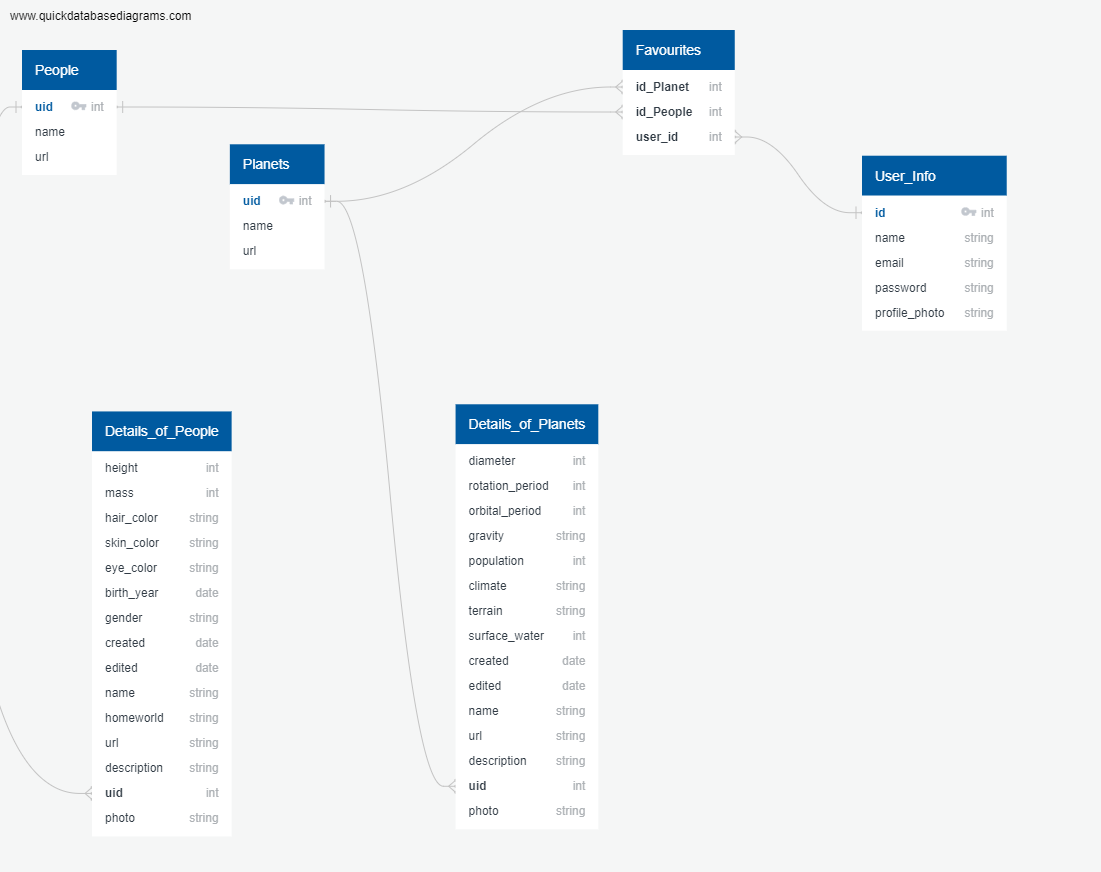 www.quickdatabasediagrams.com
People
uid int
name
url
Planets
uid int
name
url
Favourites
id_Planet int
id_People int
user_id int
User_Info
id int
name string
email string
password string
profile_photo string
Details_of_People
height int
mass int
hair_color string
skin_color string
eye_color string
birth_year date
gender string
created date
edited date
name string
homeworld string
url string
description string
uid int
photo string
Details_of_Planets
diameter int
rotation_period int
orbital_period int
gravity string
population int
climate string
terrain string
surface_water int
created date
edited date
name string
url string
description string
uid int
photo string